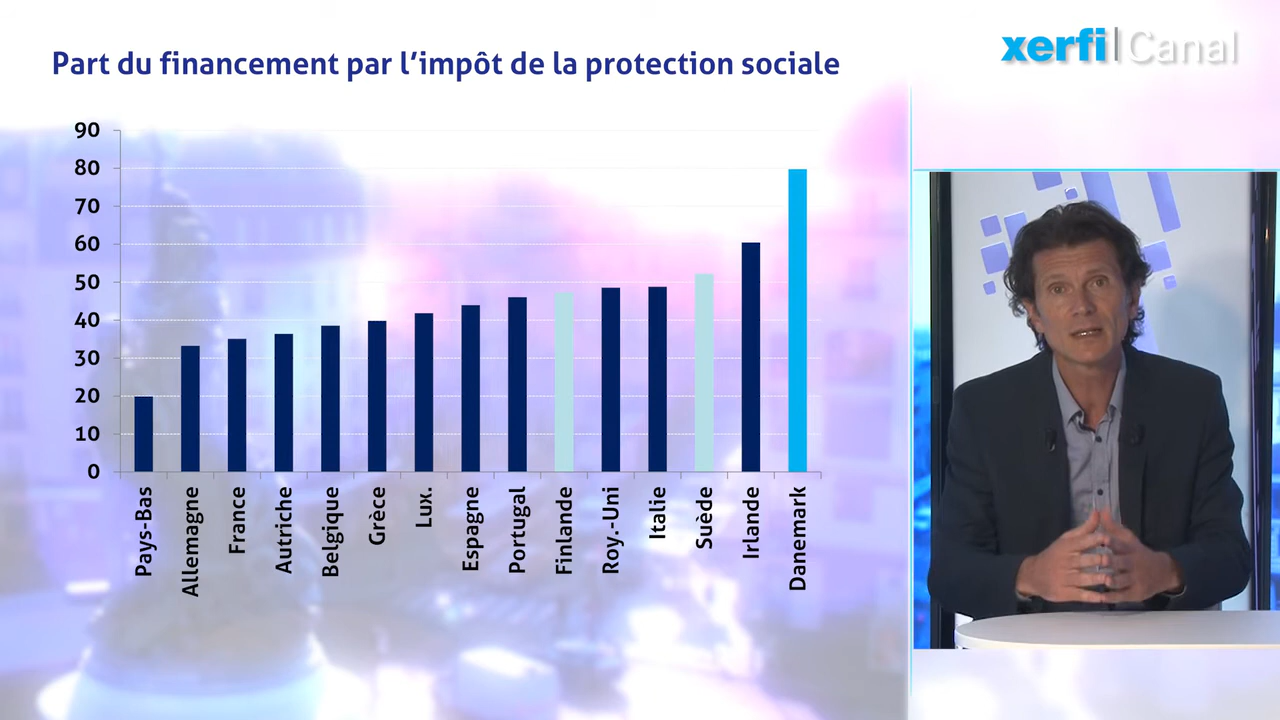 Part du financement par l'impôt de la protection sociale
xerfi Canal
90
80
70
60
50
40
30
20
10
0
Pays-Bas
Allemagne
France
Autriche
Belgique
Grèce
Lux.
Espagne
Portugal
Finlande
Roy.-Uni
Italie
Suède
Irlande
Danemark